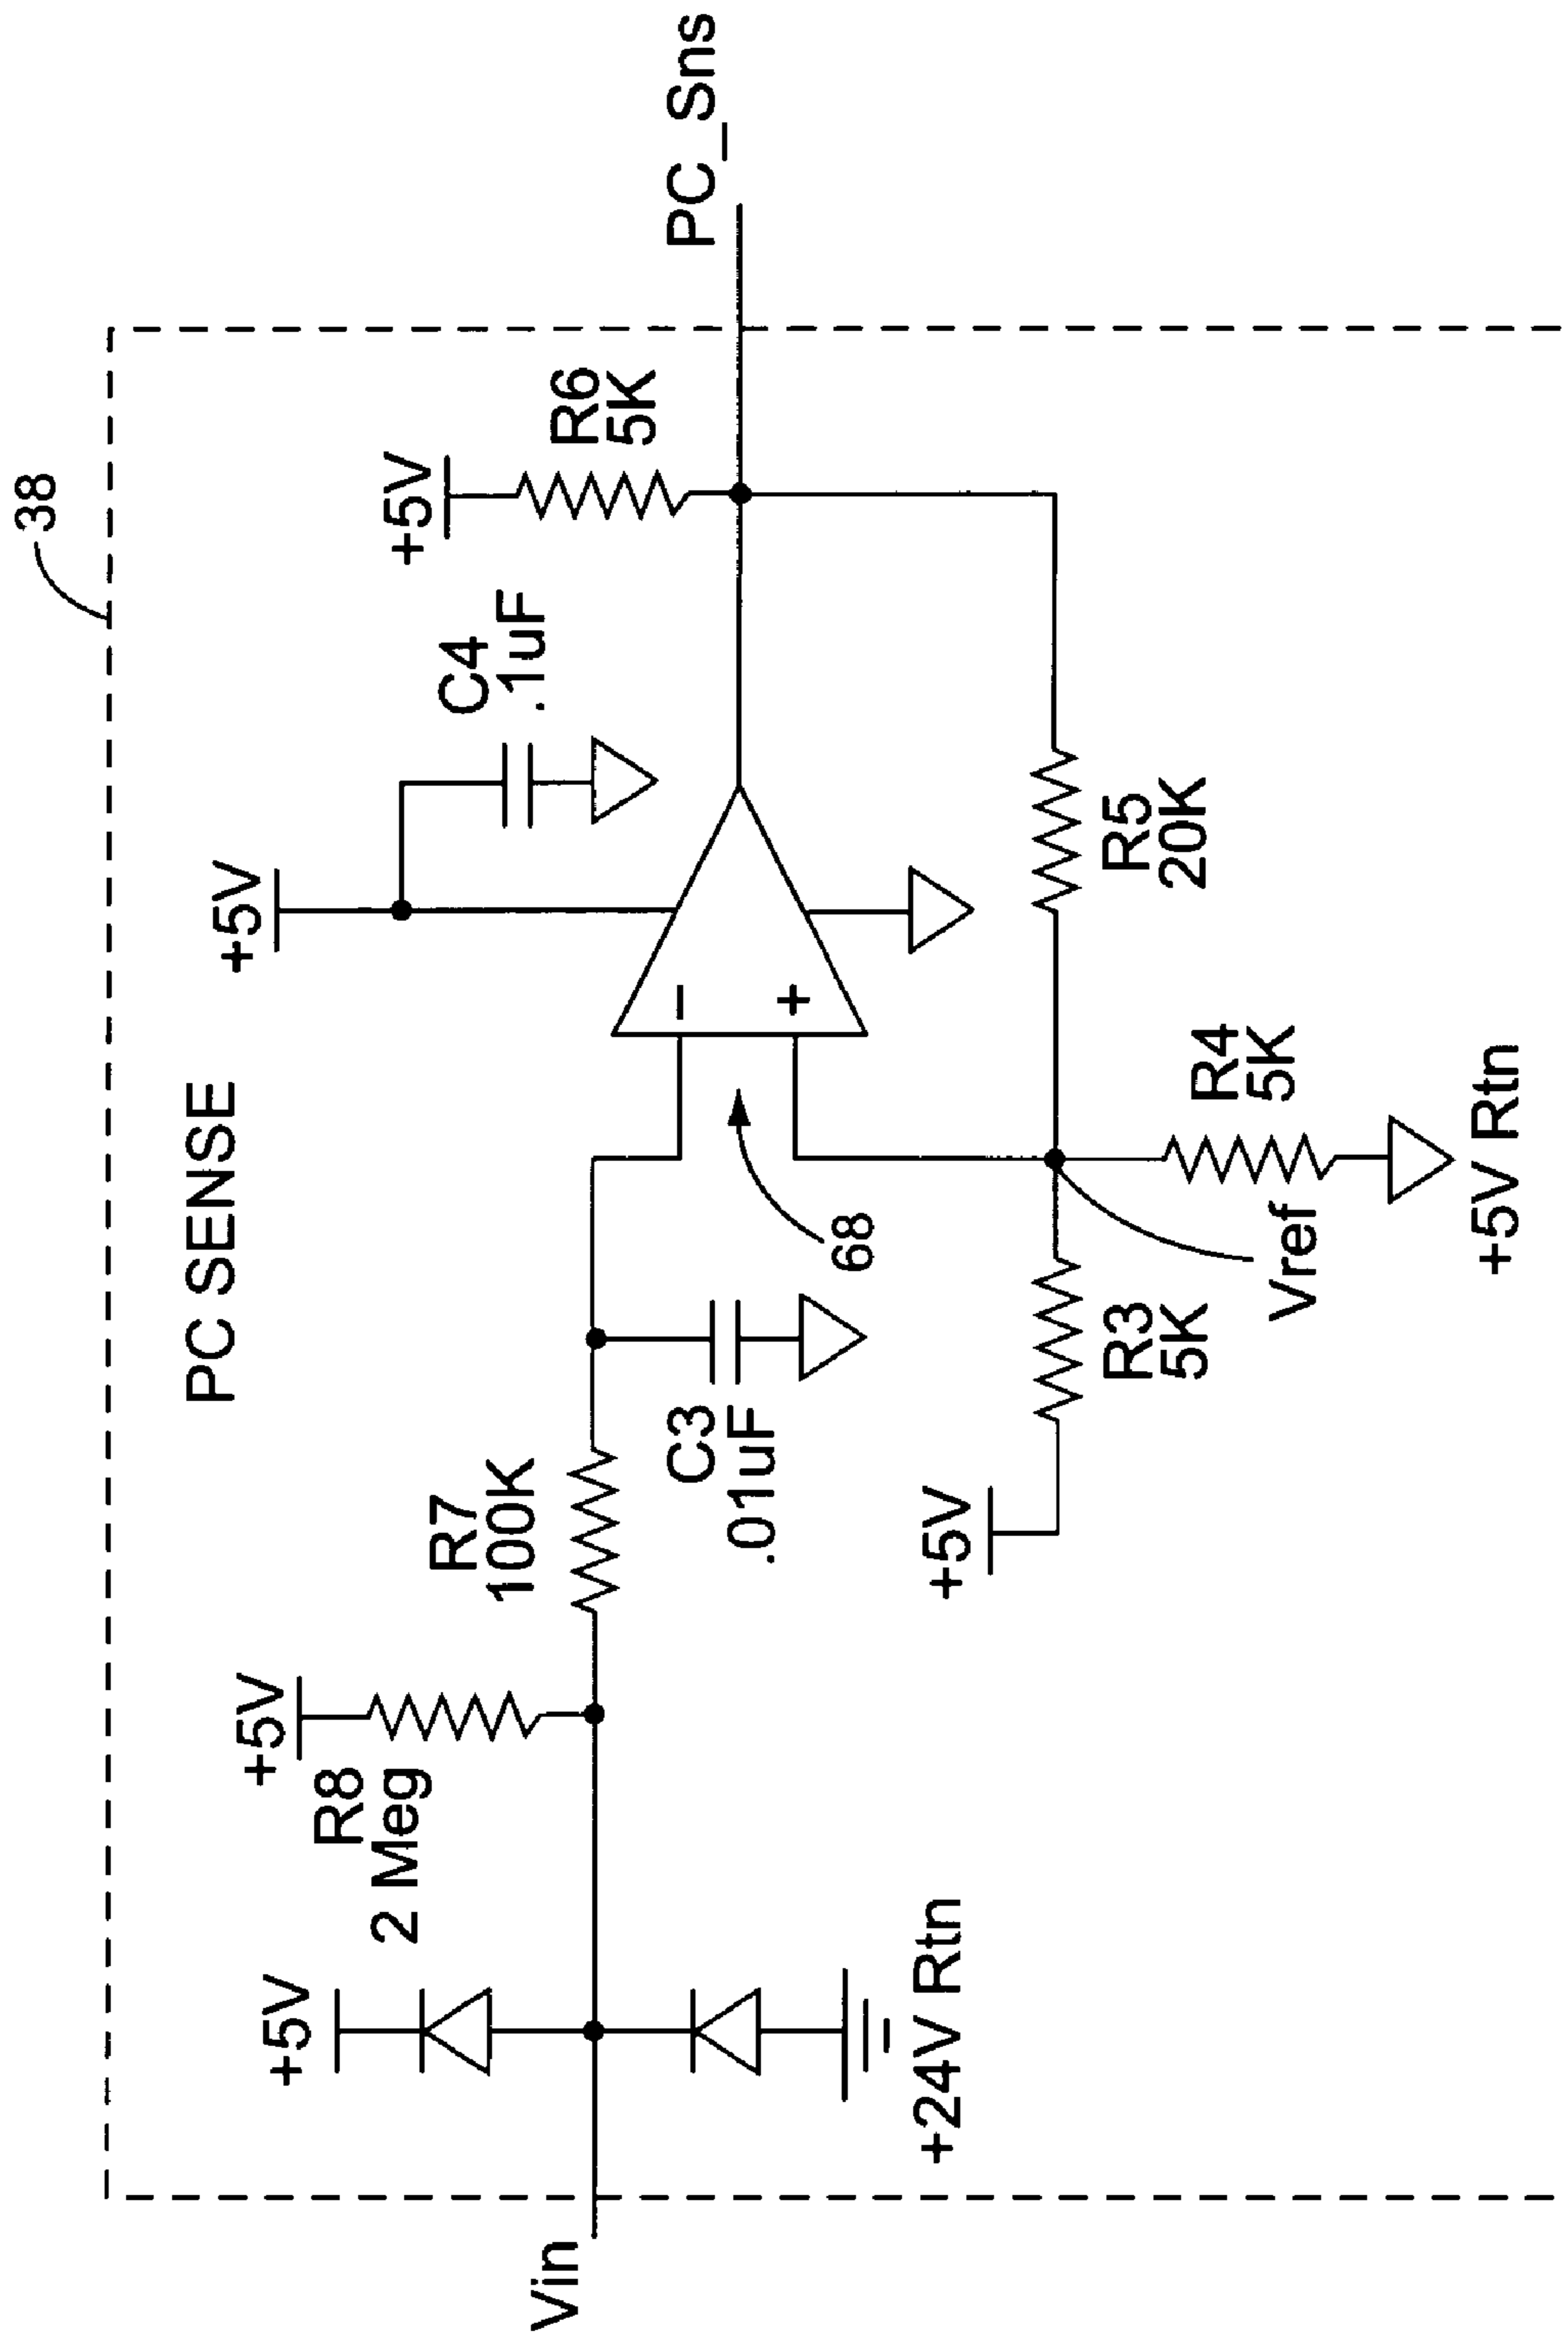 38
PC SENSE
+5V
R8
2 Meg
+5V
R7
100K
C3
.01uF
+5V
C4
.1uF
+5V
R6
5K
PC_Sns
Vin
+24V Rtn
68
−
+
+5V
R3
5K
Vref
R4
5K
+5V Rtn
R5
20K